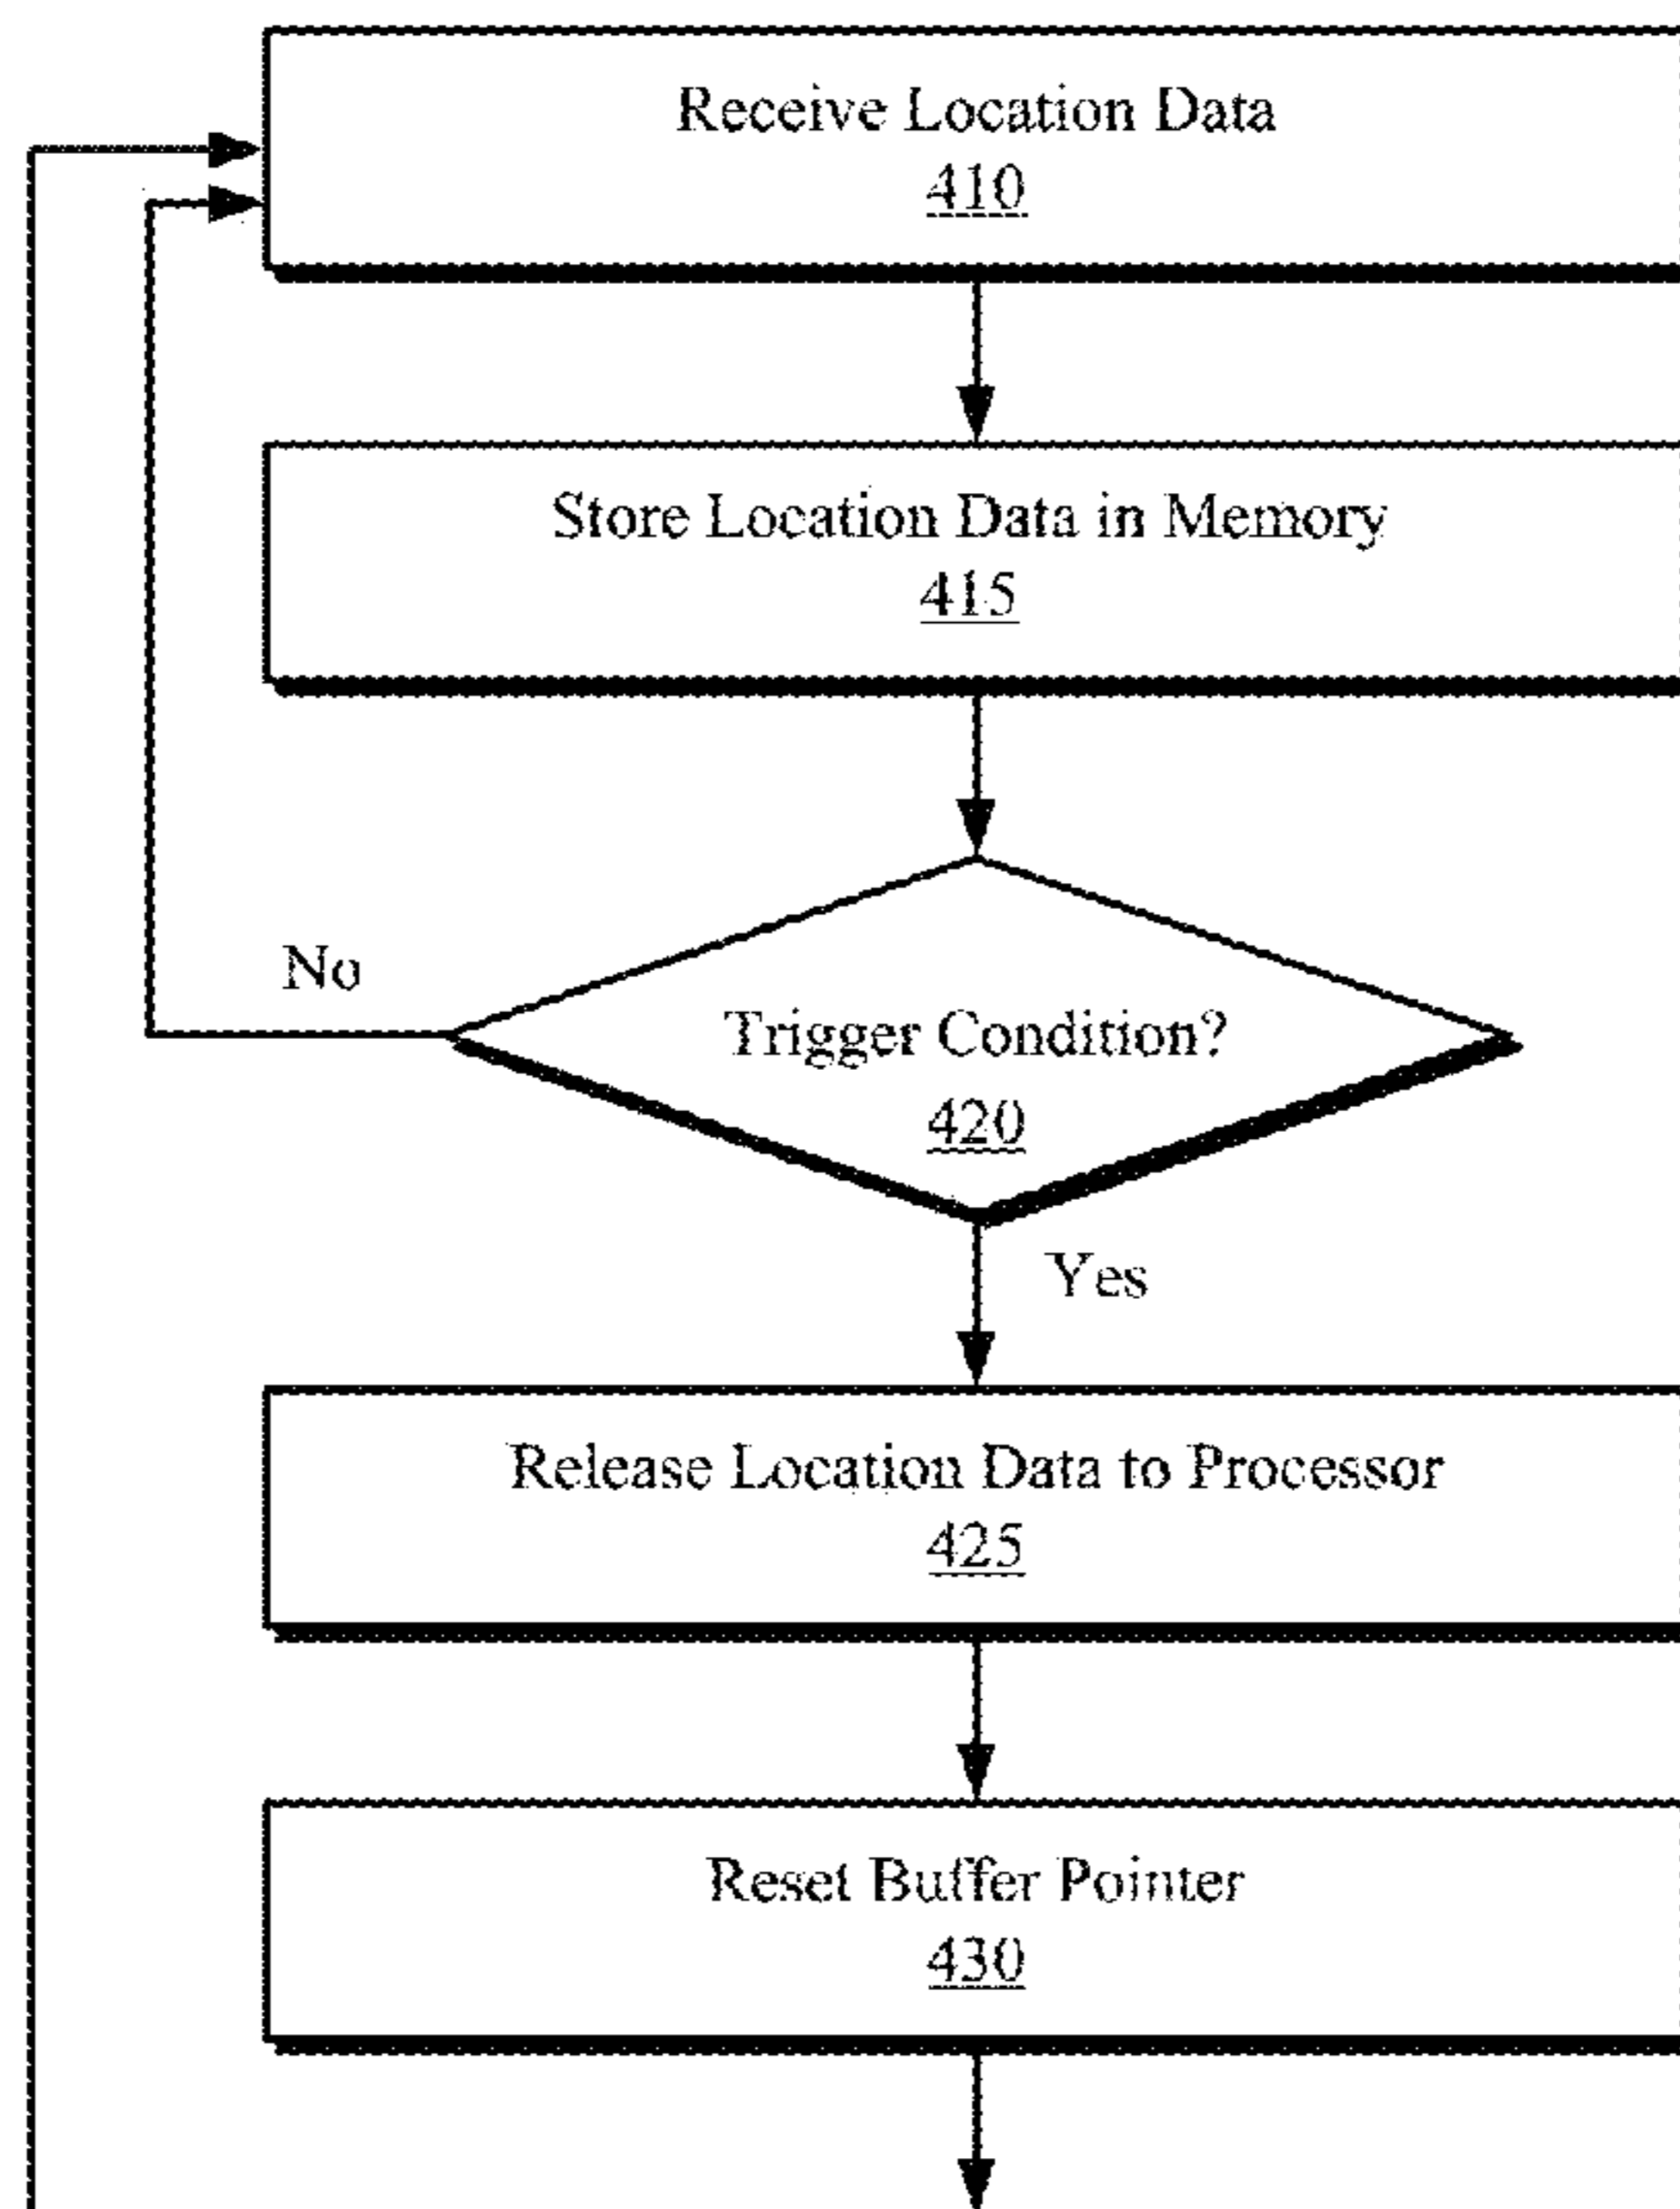 Receive Location Data
410
Store Location Data in Memory
415
No
Trigger Condition?
420
Yes
Release Location Data to Processor
425
Reset Buffer Pointer
430